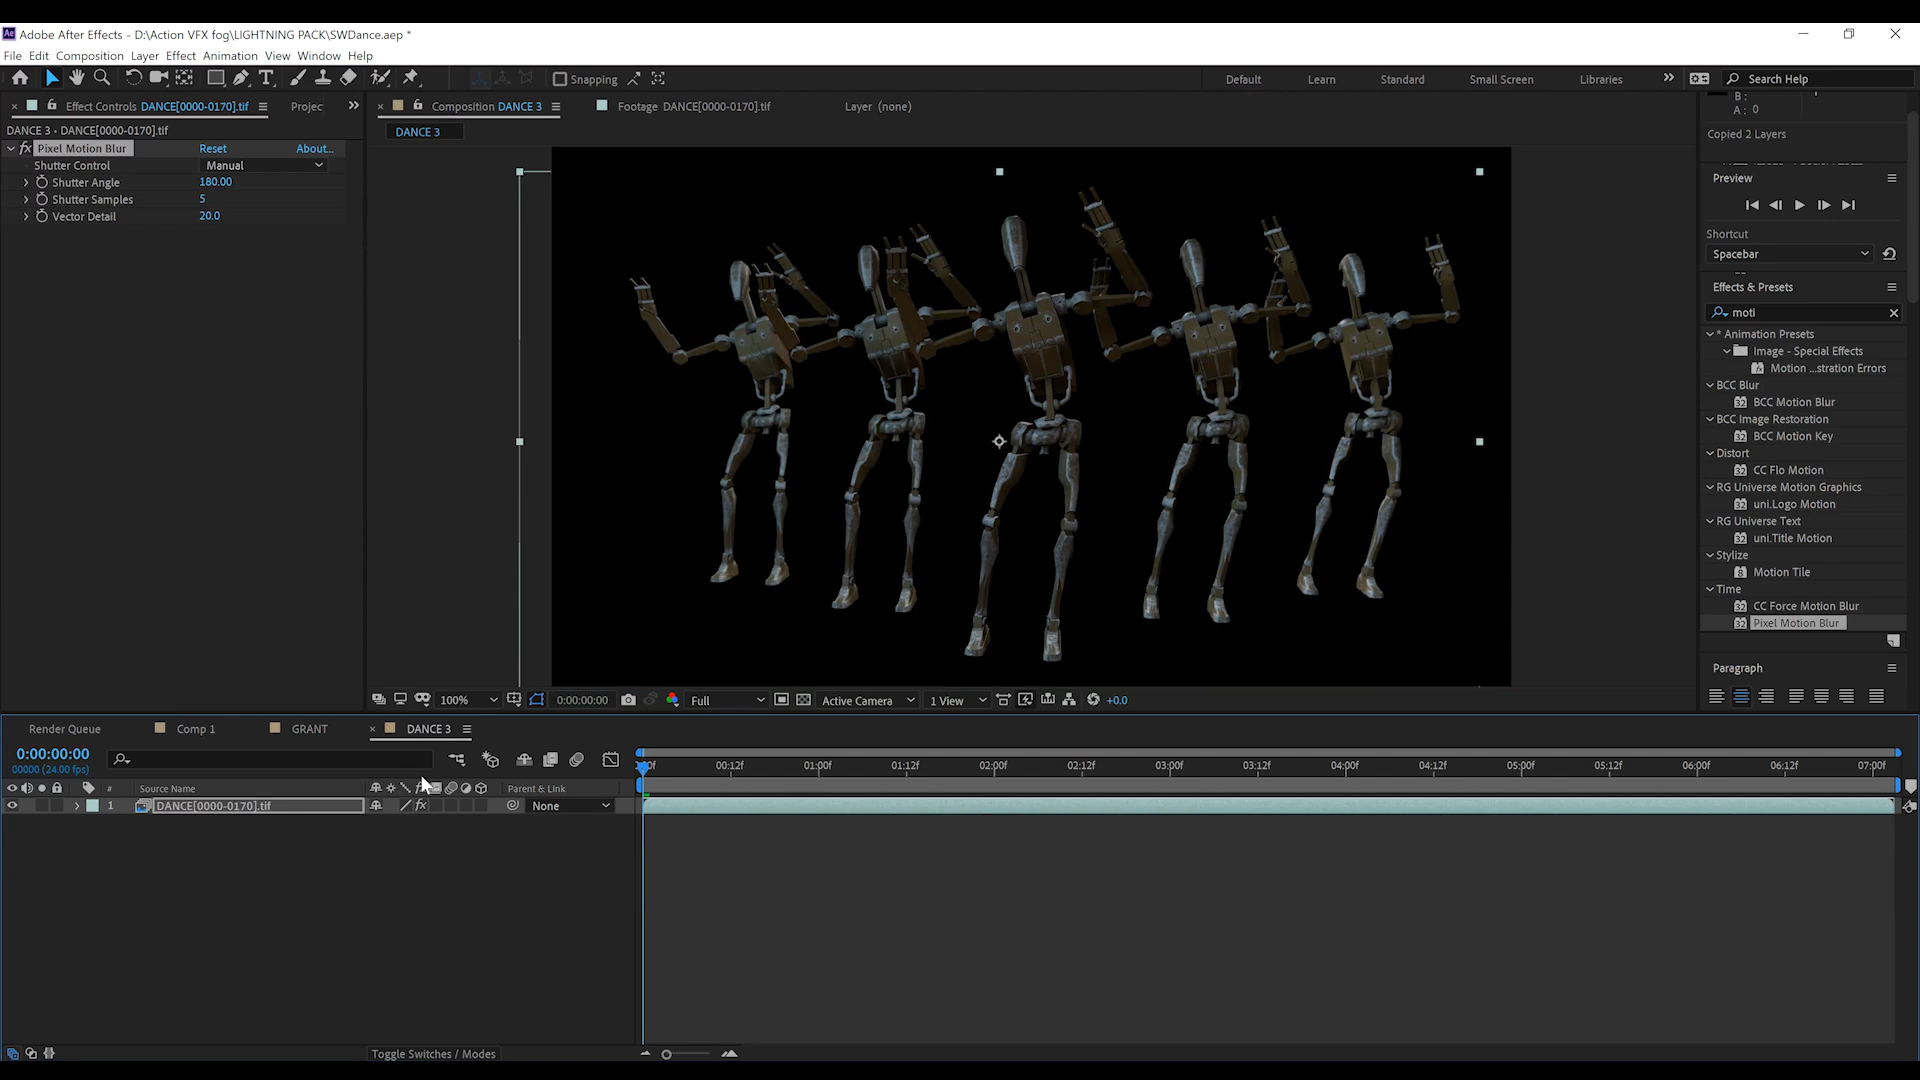 Adobe After Effects - D:\Action VFX fog\LIGHTNING PACK\SWDance.aep *
File Edit Composition Layer Effect Animation View Window Help
Snapping
Default Learn Standard Small Screen Libraries Search Help
Effect Controls DANCE[0000-0170].tif Projec
Composition DANCE 3
Footage DANCE[0000-0170].tif
Layer (none)
DANCE 3 · DANCE[0000-0170].tif
fx Pixel Motion Blur Reset About...
Shutter Control Manual
Shutter Angle 180.00
Shutter Samples 5
Vector Detail 20.0
DANCE 3
B:
A: 0
Copied 2 Layers
Preview
Shortcut
Spacebar
Effects & Presets
moti
* Animation Presets
Image - Special Effects
Motion ...stration Errors
BCC Blur
BCC Motion Blur
BCC Image Restoration
BCC Motion Key
Distort
CC Flo Motion
RG Universe Motion Graphics
uni.Logo Motion
RG Universe Text
uni.Title Motion
Stylize
Motion Tile
Time
CC Force Motion Blur
Pixel Motion Blur
Paragraph
100% 0:00:00:00 Full Active Camera 1 View +0.0
Render Queue Comp 1 GRANT DANCE 3
0:00:00:00
00000 (24.00 fps)
00:12f 01:00f 01:12f 02:00f 02:12f 03:00f 03:12f 04:00f 04:12f 05:00f 05:12f 06:00f 06:12f 07:00f
# Source Name Parent & Link
1 DANCE[0000-0170].tif fx None
Toggle Switches / Modes